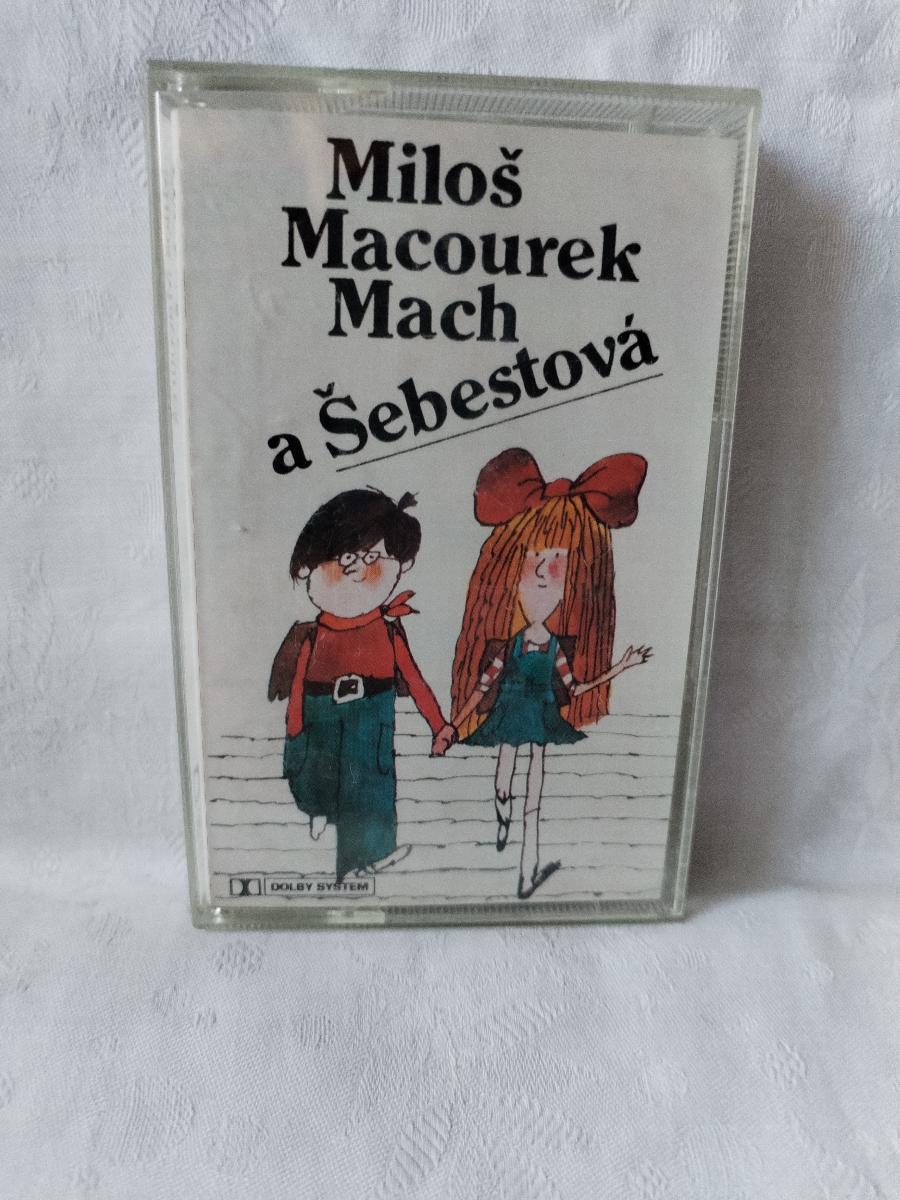 Miloš
Macourek
Mach
a Šebestová
DOLBY SYSTEM